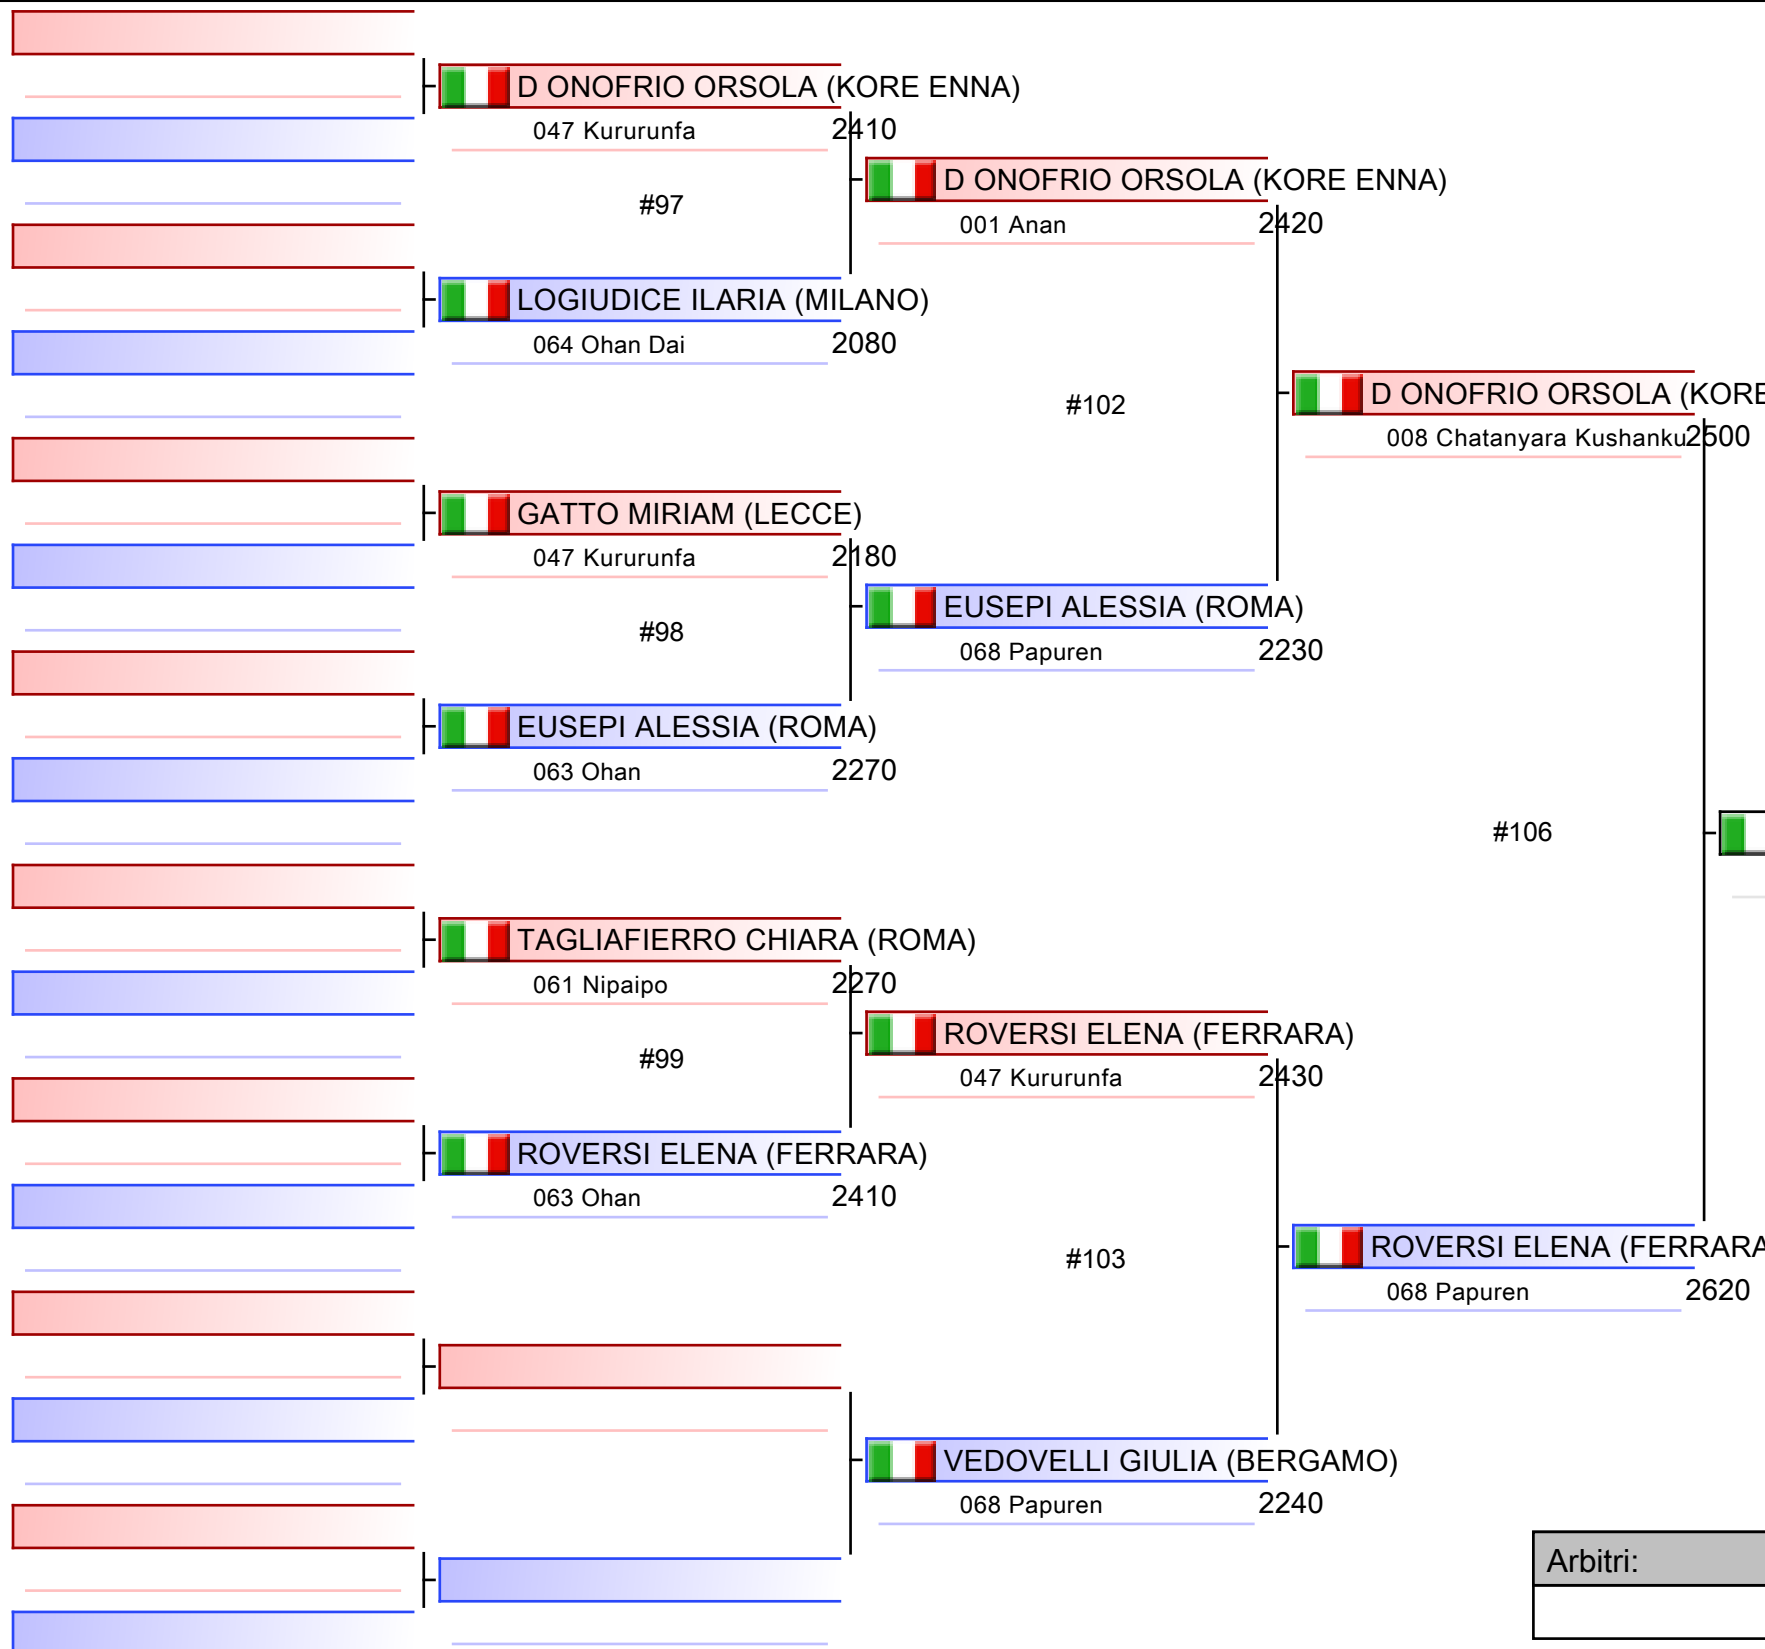 D ONOFRIO ORSOLA (KORE ENNA)
047 Kururunfa 2410
#97
LOGIUDICE ILARIA (MILANO)
064 Ohan Dai 2080
GATTO MIRIAM (LECCE)
047 Kururunfa 2180
#98
EUSEPI ALESSIA (ROMA)
063 Ohan 2270
TAGLIAFIERRO CHIARA (ROMA)
061 Nipaipo 2270
#99
ROVERSI ELENA (FERRARA)
063 Ohan 2410
D ONOFRIO ORSOLA (KORE ENNA)
001 Anan 2420
#102
EUSEPI ALESSIA (ROMA)
068 Papuren 2230
ROVERSI ELENA (FERRARA)
047 Kururunfa 2430
#103
VEDOVELLI GIULIA (BERGAMO)
068 Papuren 2240
D ONOFRIO ORSOLA (KORE
008 Chatanyara Kushanku 2500
#106
ROVERSI ELENA (FERRARA
068 Papuren 2620
Arbitri: